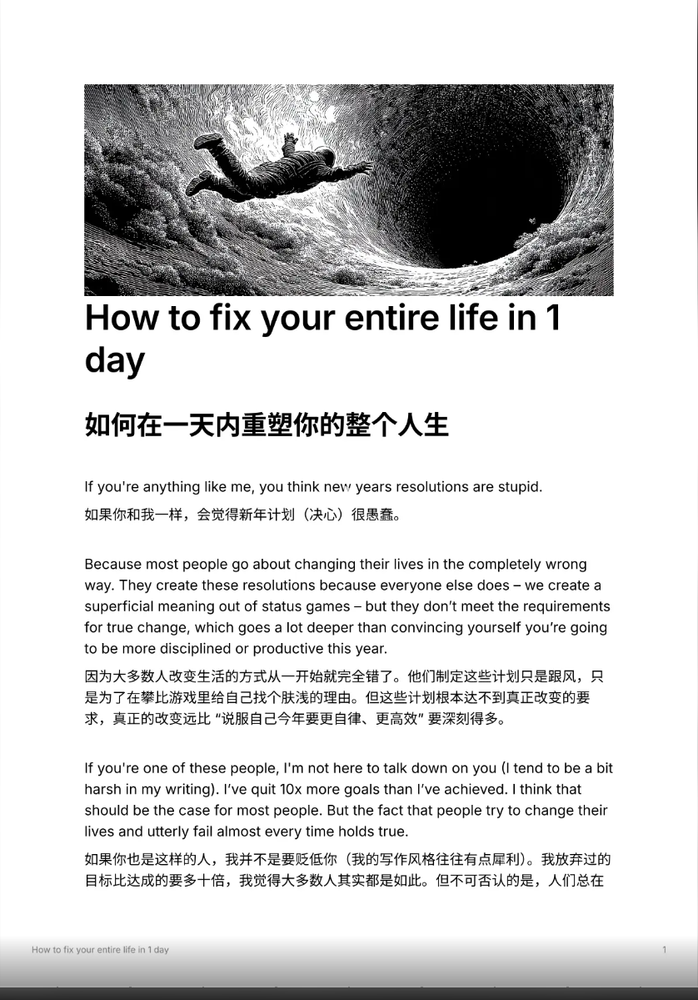 How to fix your entire life in 1
day
如何在一天内重塑你的整个人生
If you're anything like me, you think new years resolutions are stupid.
如果你和我一样，会觉得新年计划（决心）很愚蠢。
Because most people go about changing their lives in the completely wrong
way. They create these resolutions because everyone else does – we create a
superficial meaning out of status games – but they don’t meet the requirements
for true change, which goes a lot deeper than convincing yourself you’re going
to be more disciplined or productive this year.
因为大多数人改变生活的方式从一开始就完全错了。他们制定这些计划只是跟风，只
是为了在攀比游戏里给自己找个肤浅的理由。但这些计划根本达不到真正改变的要
求，真正的改变远比 “说服自己今年要更自律、更高效” 要深刻得多。
If you're one of these people, I'm not here to talk down on you (I tend to be a bit
harsh in my writing). I’ve quit 10x more goals than I’ve achieved. I think that
should be the case for most people. But the fact that people try to change their
lives and utterly fail almost every time holds true.
如果你也是这样的人，我并不是要贬低你（我的写作风格往往有点犀利）。我放弃过的
目标比达成的要多十倍，我觉得大多数人其实都是如此。但不可否认的是，人们总在
How to fix your entire life in 1 day
1